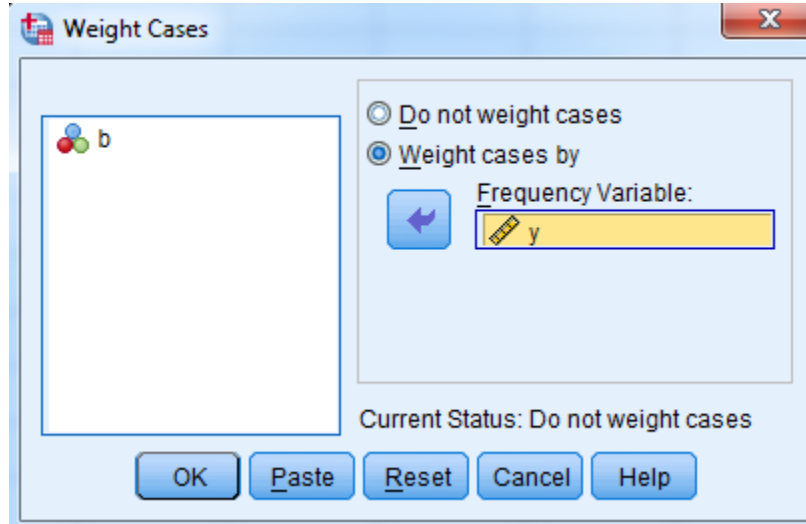 Weight Cases
b
Do not weight cases
Weight cases by
Frequency Variable:
y
Current Status: Do not weight cases
OK Paste Reset Cancel Help